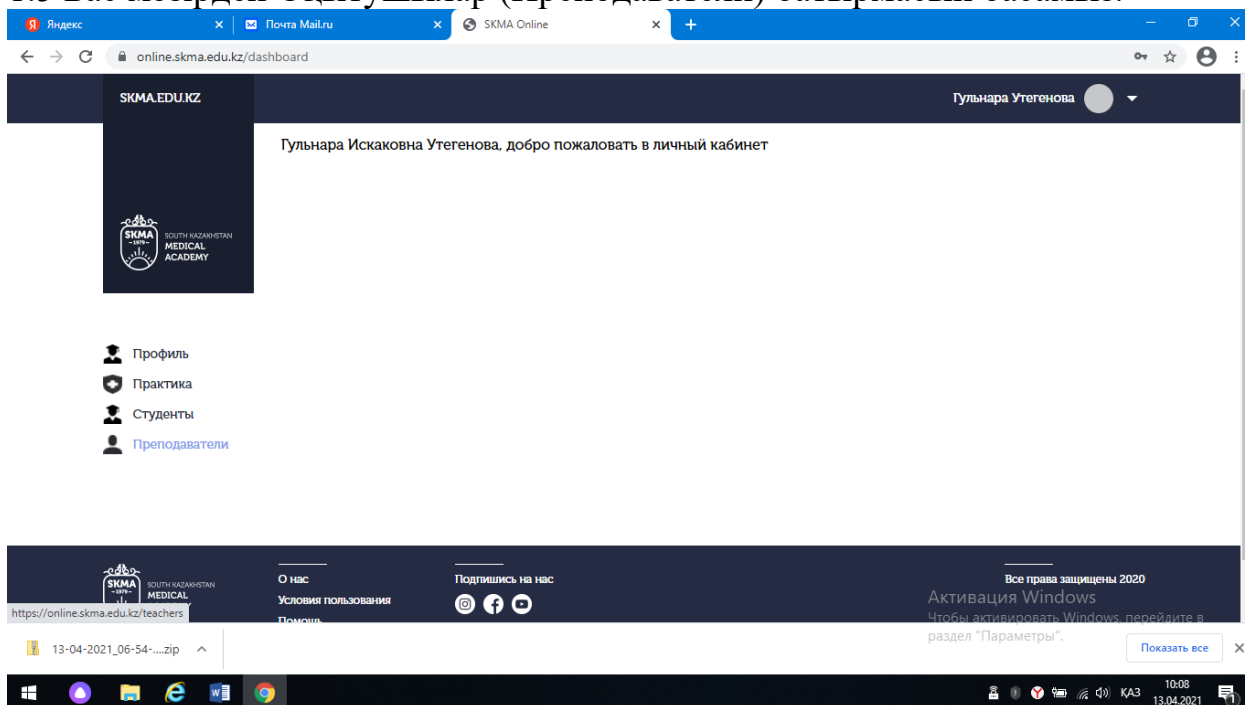 Яндекс
Почта Mail.ru
SKMA Online
online.skma.edu.kz/dashboard
SKMA.EDU.KZ
Гульнара Утегенова
Гульнара Искаковна Утегенова, добро пожаловать в личный кабинет
SKMA
-1979-
SOUTH KAZAKHSTAN
MEDICAL
ACADEMY
Профиль
Практика
Студенты
Преподаватели
SKMA
-1979-
SOUTH KAZAKHSTAN
MEDICAL
О нас
Условия пользования
Помощь
Подпишись на нас
Все права защищены 2020
Активация Windows
Чтобы активировать Windows, перейдите в
раздел "Параметры".
https://online.skma.edu.kz/teachers
13-04-2021_06-54-....zip
Показать все
ҚАЗ
10:08
13.04.2021